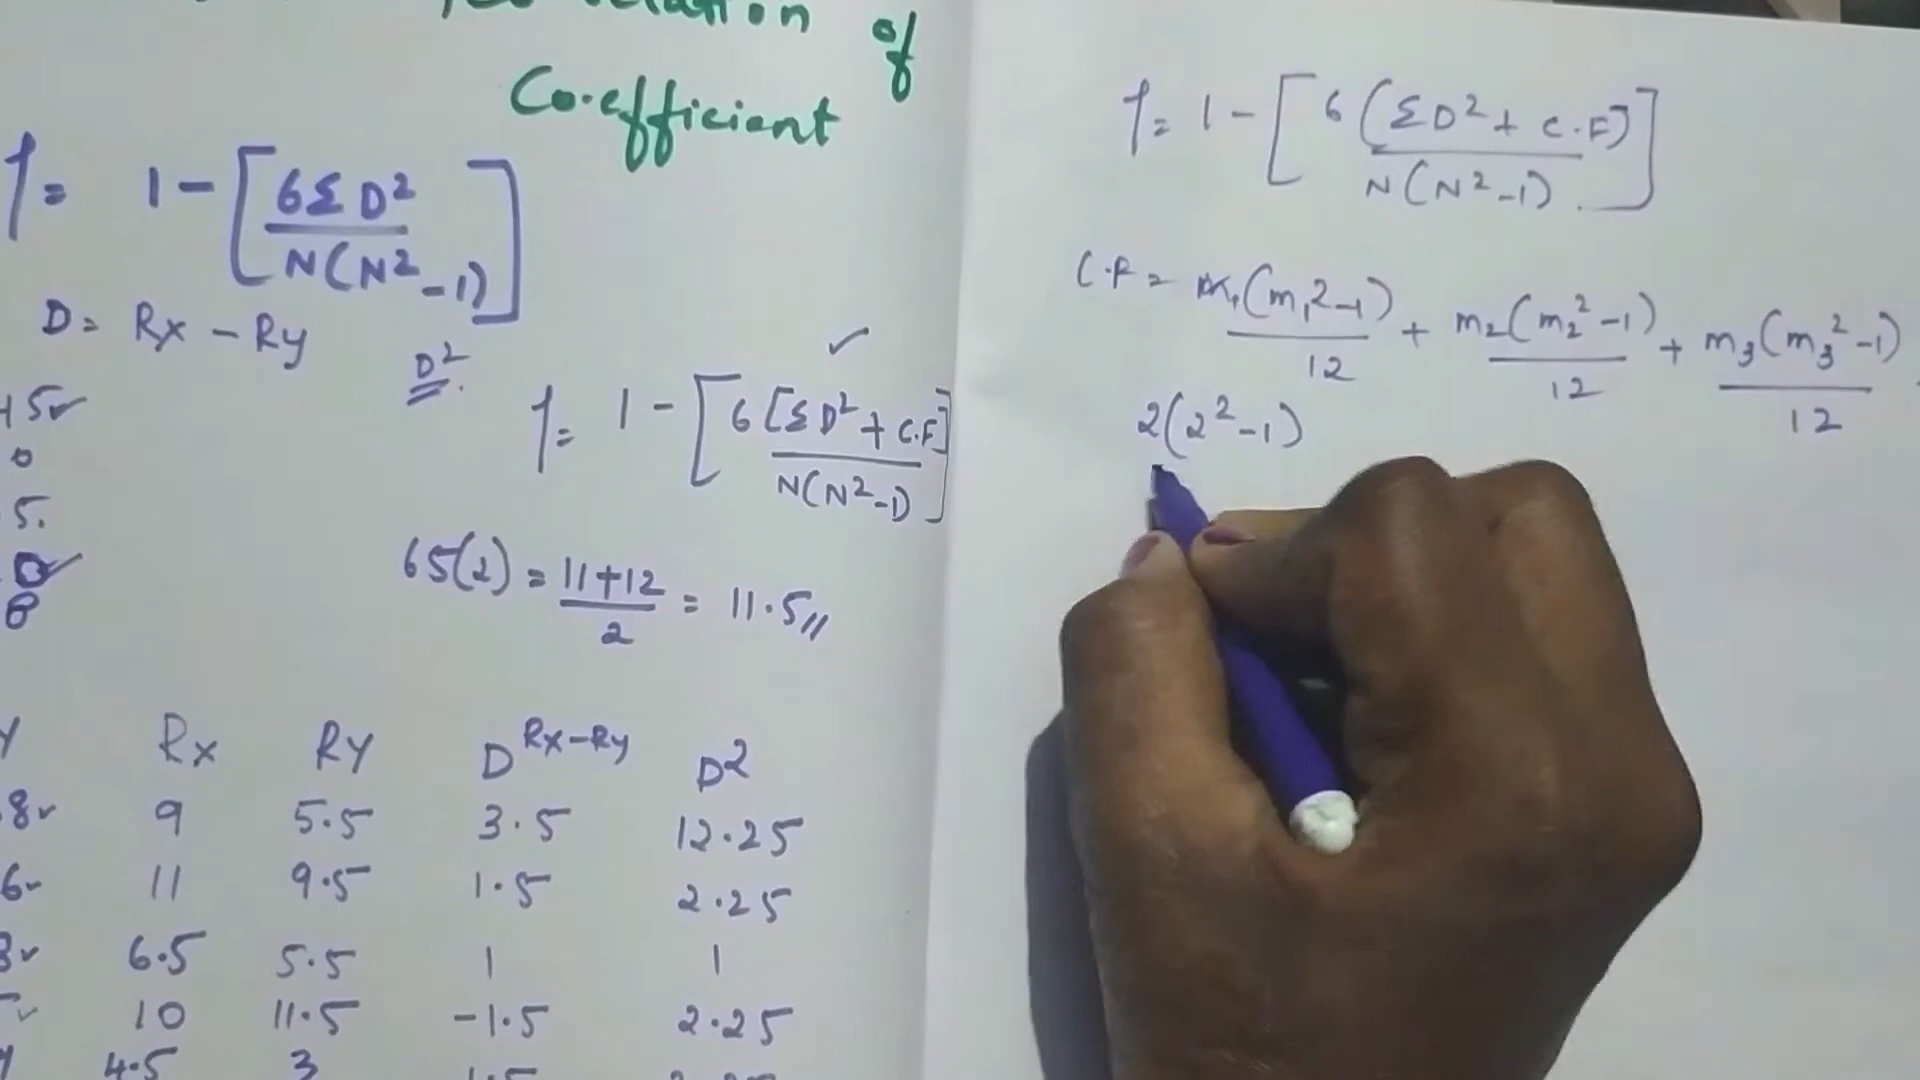 of
Co.efficient
ρ = 1 - [6ΣD²/N(N²-1)]
D = Rx - Ry
D²
ρ = 1 - [6[ΣD²+C.F]/N(N²-1)]
65(2) = 11+12/2 = 11.5//
Y Rx RY D Rx-Ry D²
8✓ 9 5.5 3.5 12.25
6✓ 11 9.5 1.5 2.25
3✓ 6.5 5.5 1 1
10 11.5 -1.5 2.25
4.5 3
ρ = 1 - [6(ΣD²+C.F)/N(N²-1)]
C.F = m₁(m₁²-1)/12 + m₂(m₂²-1)/12 + m₃(m₃²-1)/12
2(2²-1)